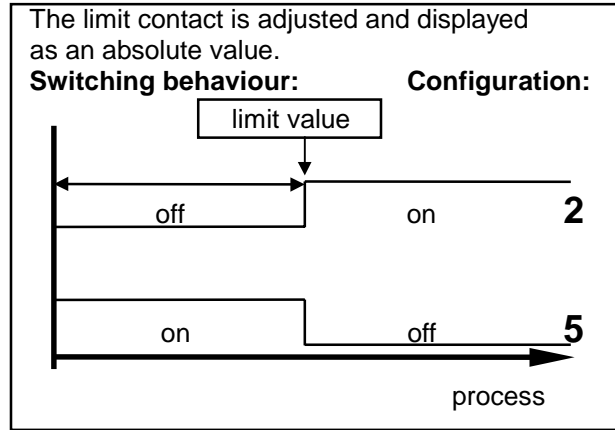 The limit contact is adjusted and displayed
as an absolute value.
Switching behaviour: Configuration:
limit value
off on 2
on off 5
process